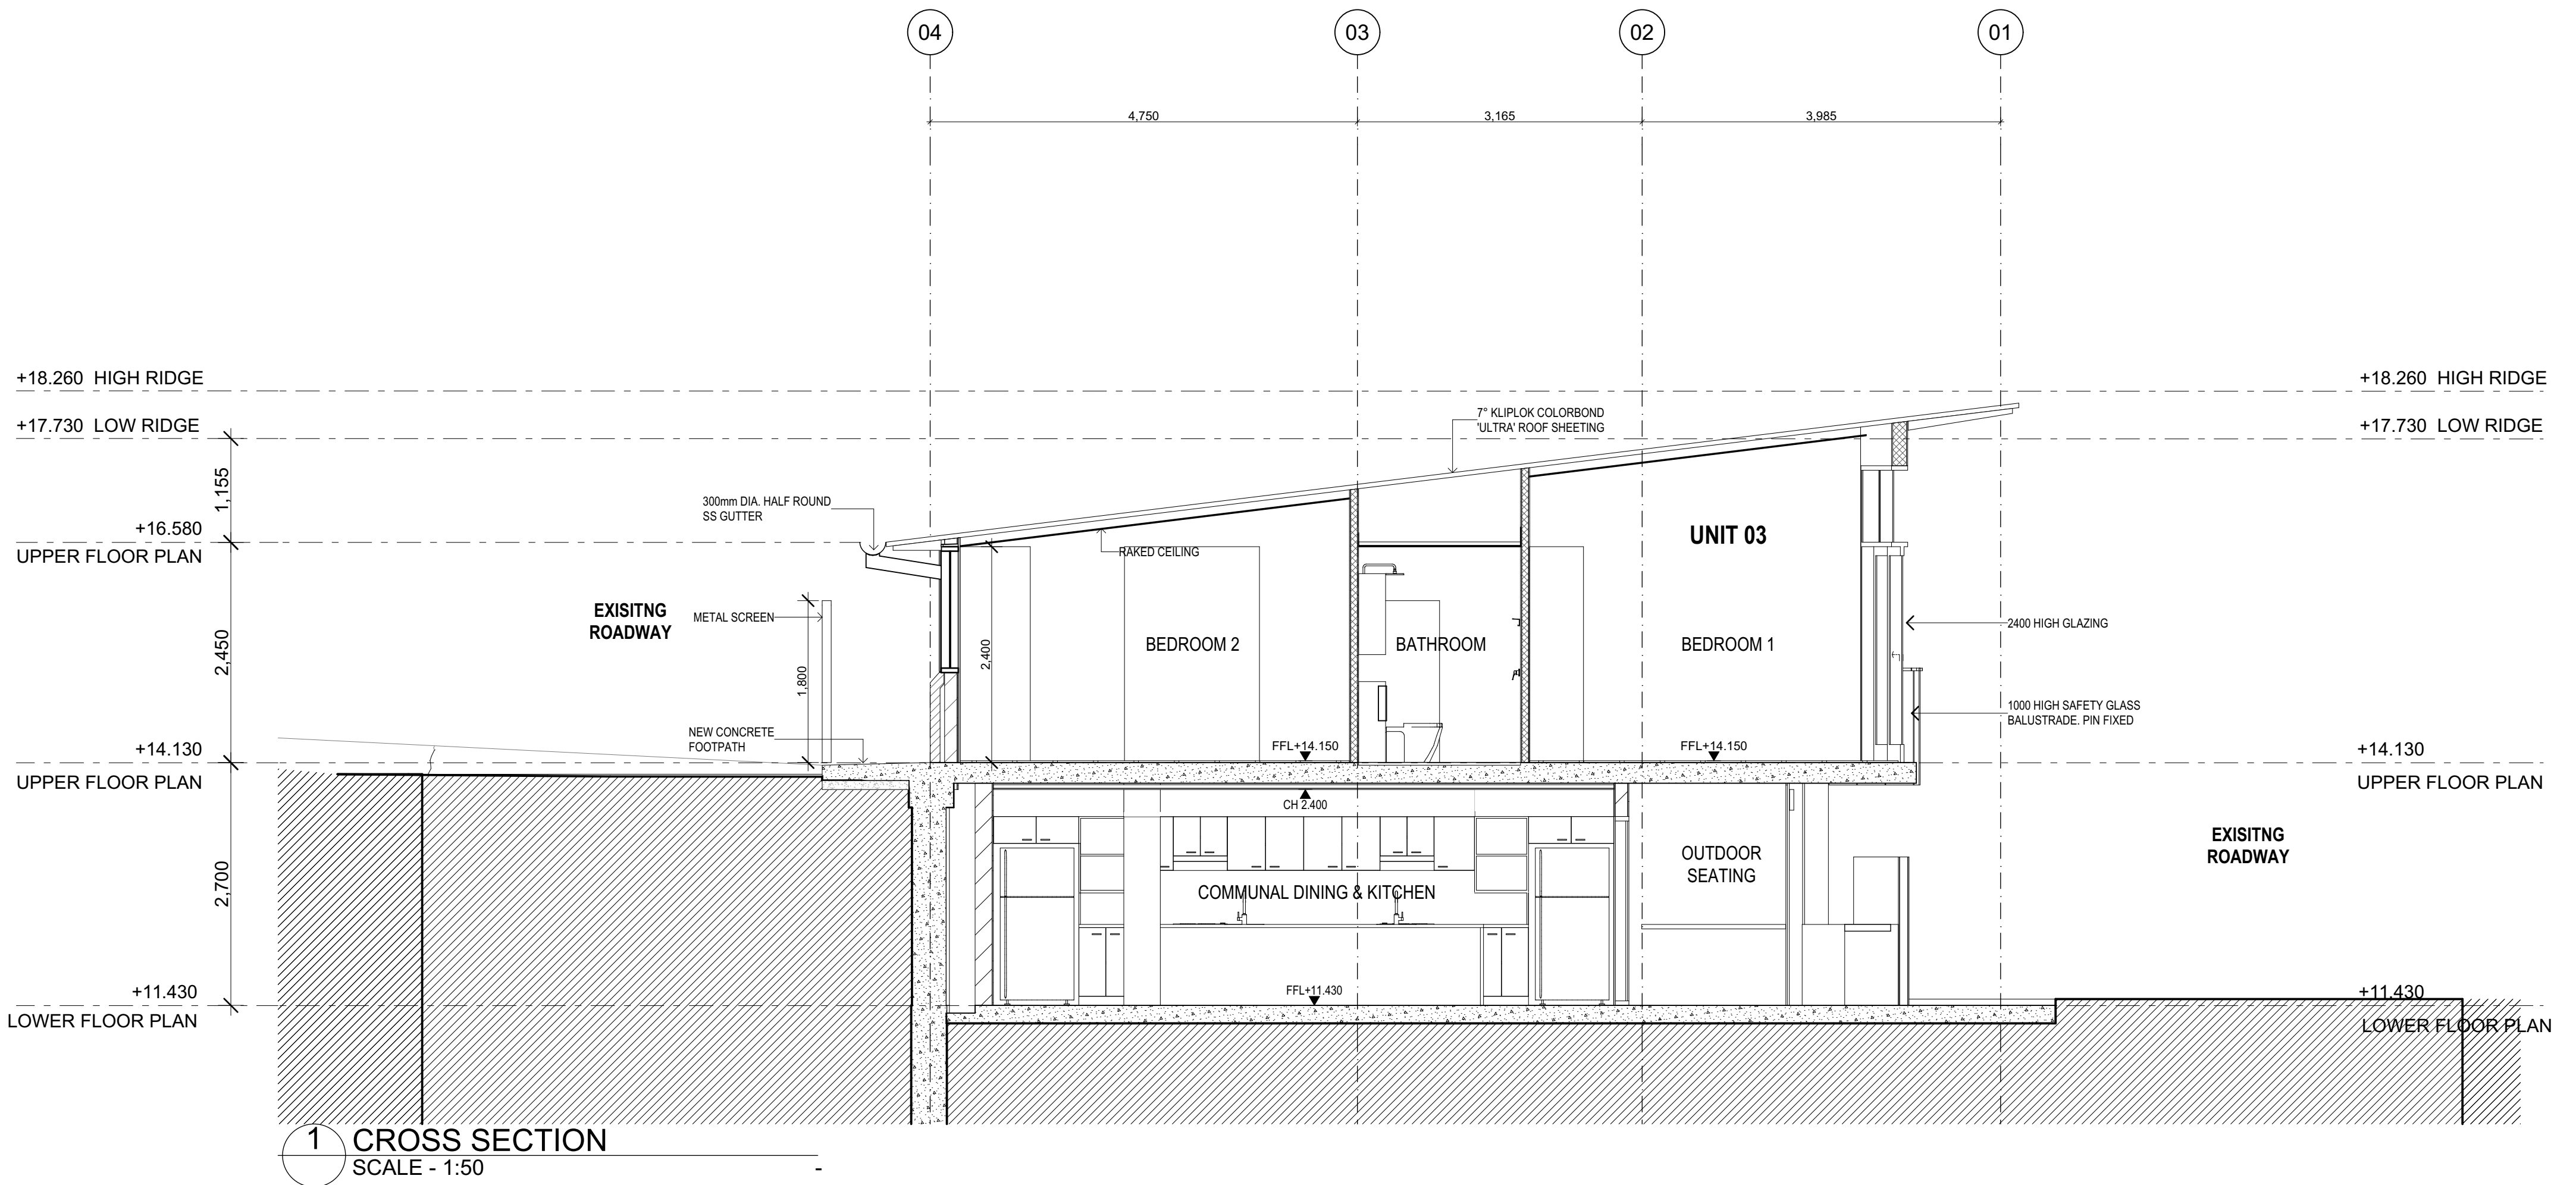 04
03
02
01
4,750
3,165
3,985
+18.260 HIGH RIDGE
+18.260 HIGH RIDGE
+17.730 LOW RIDGE
+17.730 LOW RIDGE
7° KLIPLOK COLORBOND
'ULTRA' ROOF SHEETING
1,155
300mm DIA. HALF ROUND
SS GUTTER
+16.580
UPPER FLOOR PLAN
RAKED CEILING
UNIT 03
EXISITNG
ROADWAY
METAL SCREEN
2,450
1,800
2,400
BEDROOM 2
BATHROOM
BEDROOM 1
2400 HIGH GLAZING
1000 HIGH SAFETY GLASS
BALUSTRADE. PIN FIXED
NEW CONCRETE
FOOTPATH
FFL+14.150
FFL+14.150
+14.130
UPPER FLOOR PLAN
+14.130
UPPER FLOOR PLAN
CH 2.400
2,700
COMMUNAL DINING & KITCHEN
OUTDOOR
SEATING
EXISITNG
ROADWAY
FFL+11.430
+11.430
LOWER FLOOR PLAN
+11.430
LOWER FLOOR PLAN
1
CROSS SECTION
SCALE - 1:50
-